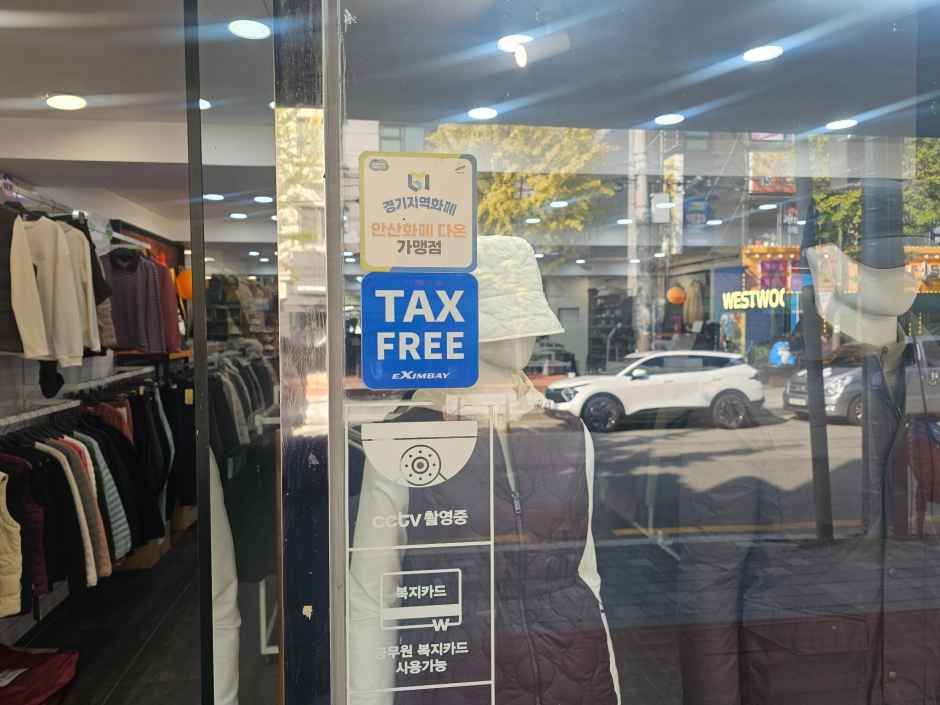 경기지역화폐
안산화폐 다온
가맹점
TAX
FREE
EXIMBAY
WESTWOO
cctv 촬영중
복지카드
W
공무원 복지카드
사용가능